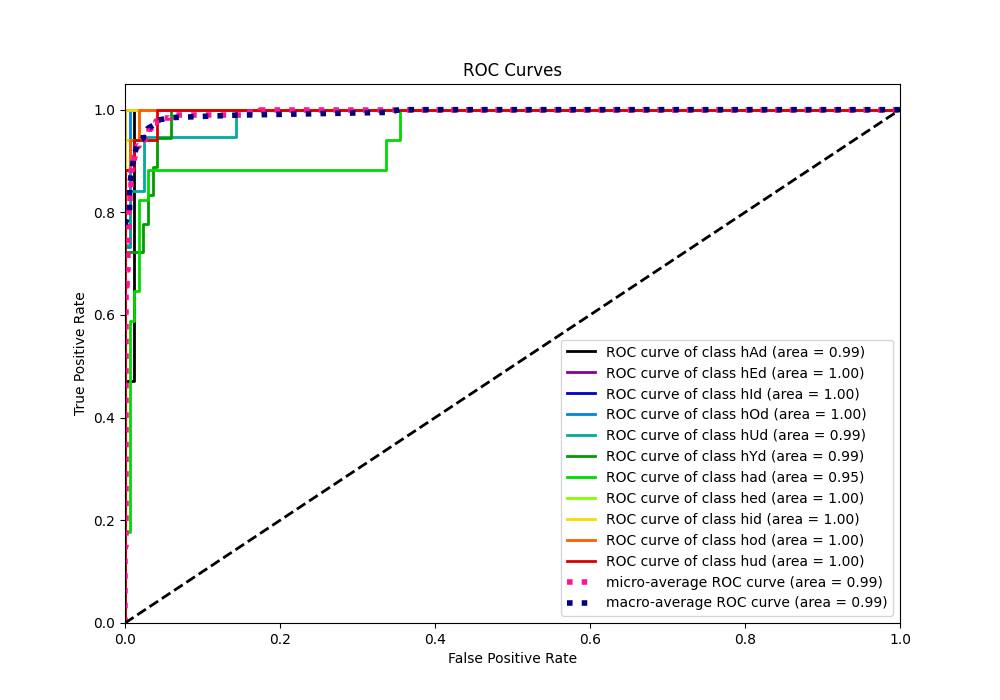 ROC Curves
True Positive Rate
1.0
0.8
0.6
0.4
0.2
0.0
0.0 0.2 0.4 0.6 0.8 1.0
False Positive Rate
ROC curve of class hAd (area = 0.99)
ROC curve of class hEd (area = 1.00)
ROC curve of class hId (area = 1.00)
ROC curve of class hOd (area = 1.00)
ROC curve of class hUd (area = 0.99)
ROC curve of class hYd (area = 0.99)
ROC curve of class had (area = 0.95)
ROC curve of class hed (area = 1.00)
ROC curve of class hid (area = 1.00)
ROC curve of class hod (area = 1.00)
ROC curve of class hud (area = 1.00)
micro-average ROC curve (area = 0.99)
macro-average ROC curve (area = 0.99)